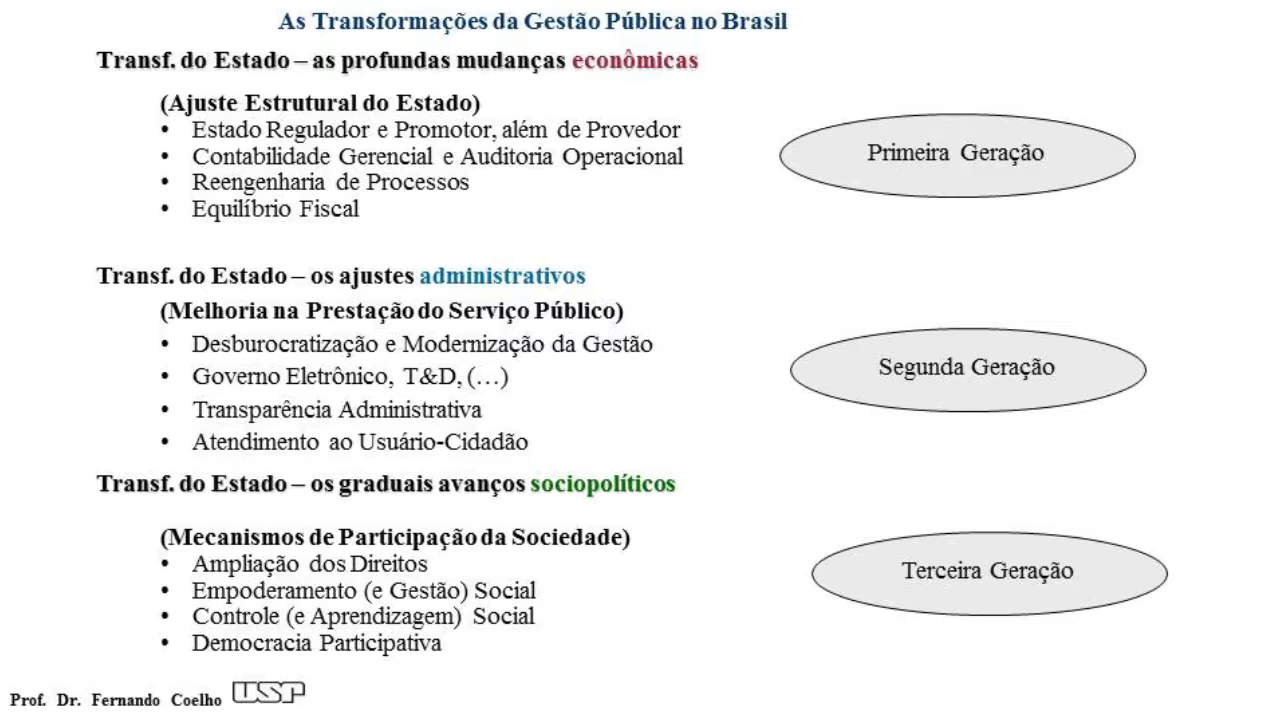 As Transformações da Gestão Pública no Brasil
Transf. do Estado – as profundas mudanças econômicas
(Ajuste Estrutural do Estado)
• Estado Regulador e Promotor, além de Provedor
• Contabilidade Gerencial e Auditoria Operacional
• Reengenharia de Processos
• Equilíbrio Fiscal
Primeira Geração
Transf. do Estado – os ajustes administrativos
(Melhoria na Prestação do Serviço Público)
• Desburocratização e Modernização da Gestão
• Governo Eletrônico, T&D, (…)
• Transparência Administrativa
• Atendimento ao Usuário-Cidadão
Segunda Geração
Transf. do Estado – os graduais avanços sociopolíticos
(Mecanismos de Participação da Sociedade)
• Ampliação dos Direitos
• Empoderamento (e Gestão) Social
• Controle (e Aprendizagem) Social
• Democracia Participativa
Terceira Geração
Prof. Dr. Fernando Coelho USP